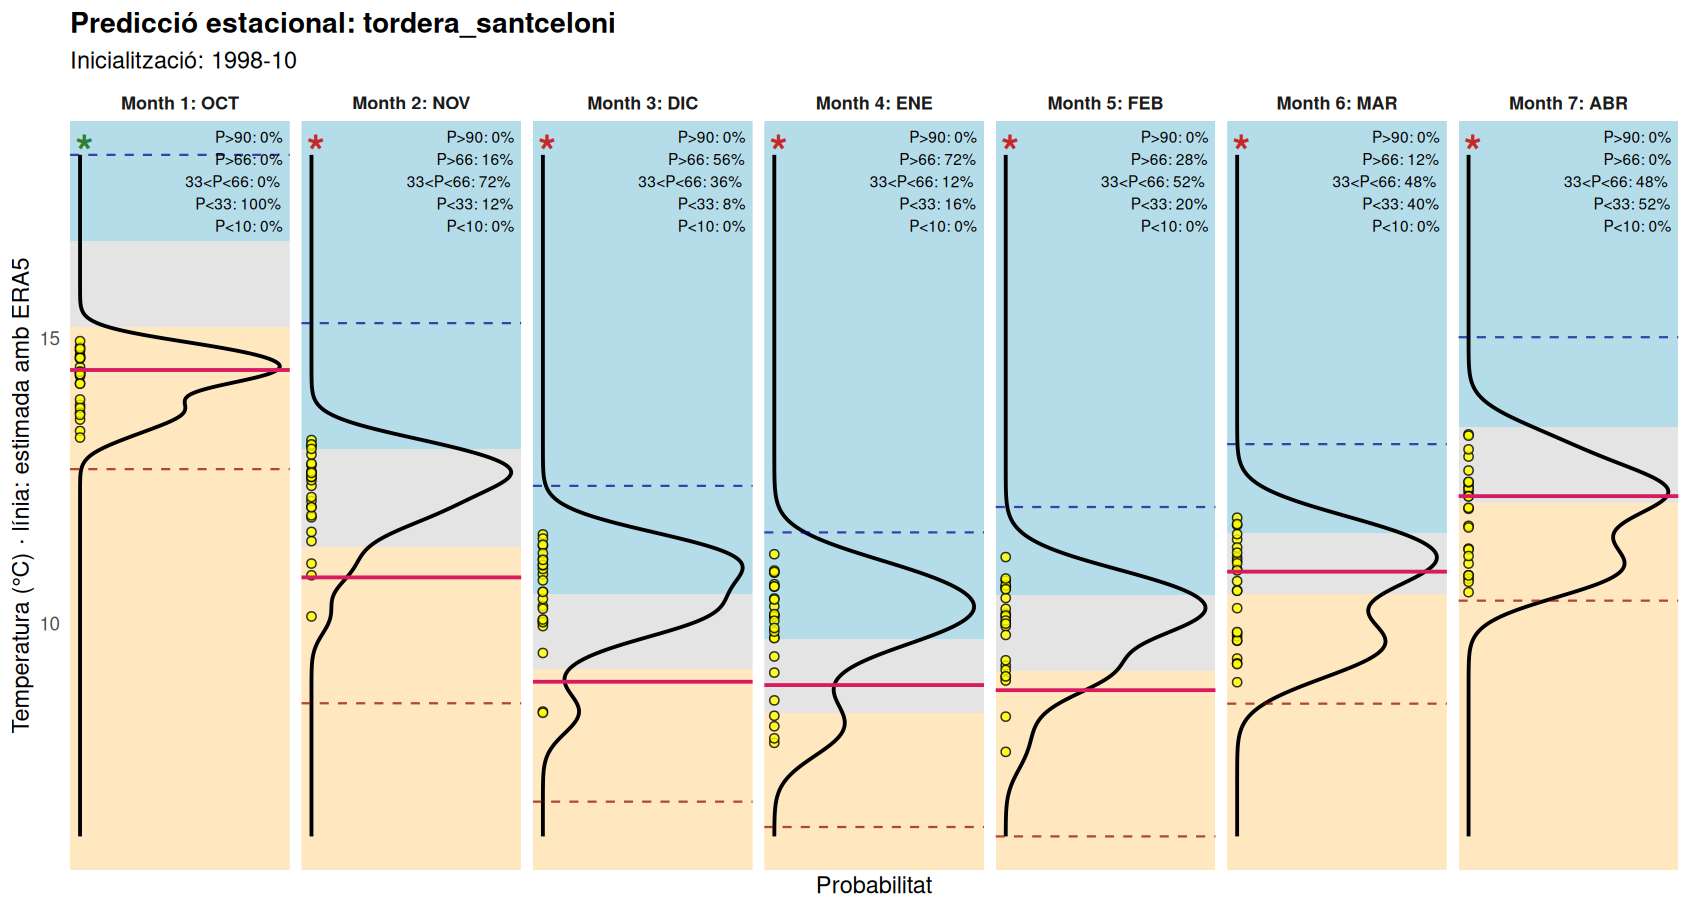 Predicció estacional: tordera_santceloni
Inicialització: 1998-10
Month 1: OCT
Month 2: NOV
Month 3: DIC
Month 4: ENE
Month 5: FEB
Month 6: MAR
Month 7: ABR
*
P>90: 0%
P>66: 0%
33<P<66: 0%
P<33: 100%
P<10: 0%
*
P>90: 0%
P>66: 16%
33<P<66: 72%
P<33: 12%
P<10: 0%
*
P>90: 0%
P>66: 56%
33<P<66: 36%
P<33: 8%
P<10: 0%
*
P>90: 0%
P>66: 72%
33<P<66: 12%
P<33: 16%
P<10: 0%
*
P>90: 0%
P>66: 28%
33<P<66: 52%
P<33: 20%
P<10: 0%
*
P>90: 0%
P>66: 12%
33<P<66: 48%
P<33: 40%
P<10: 0%
*
P>90: 0%
P>66: 0%
33<P<66: 48%
P<33: 52%
P<10: 0%
Temperatura (°C) · línia: estimada amb ERA5
15
10
Probabilitat